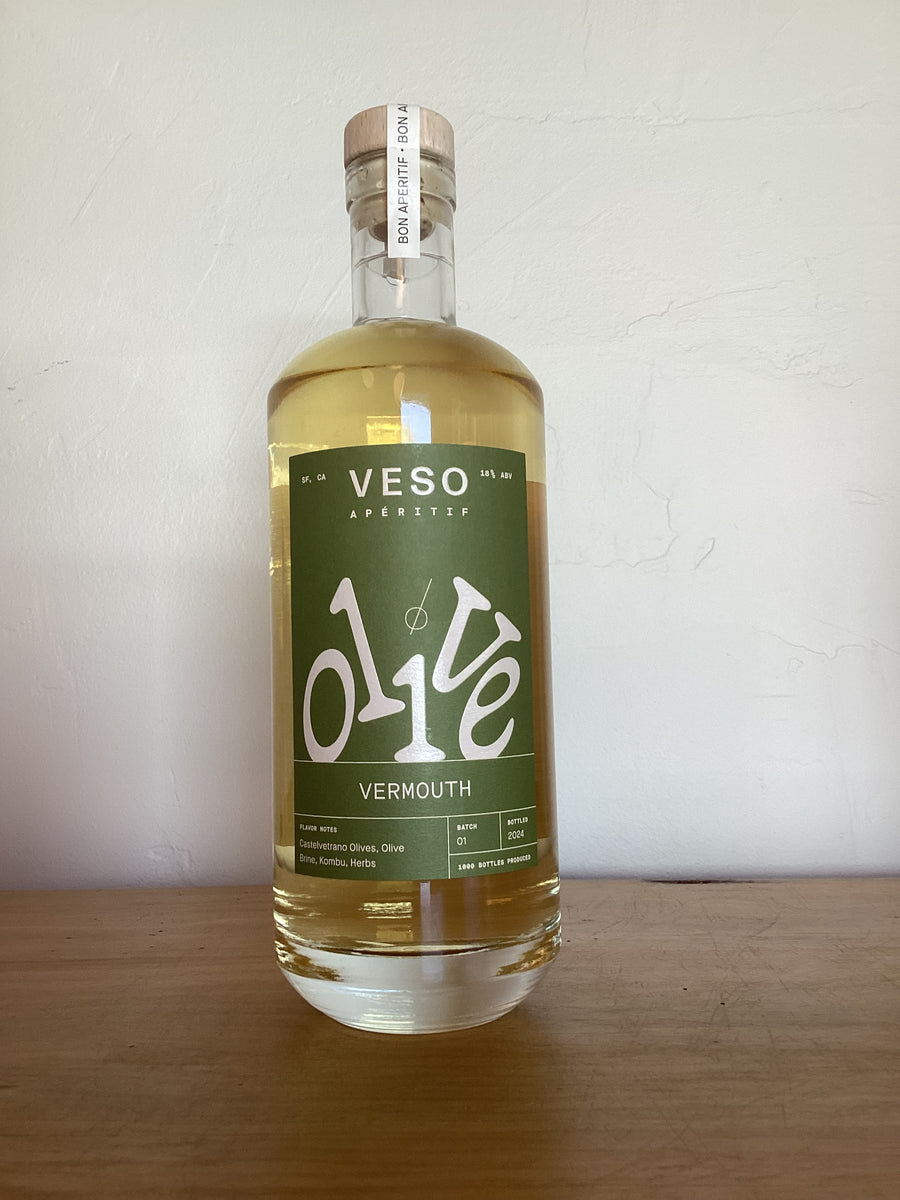 BON APERITIF • BON A
SF, CA
VESO
18% ABV
APÉRITIF
olive
VERMOUTH
FLAVOR NOTES
Castelvetrano Olives, Olive
Brine, Kombu, Herbs
BATCH
01
BOTTLED
2024
1000 BOTTLES PRODUCED